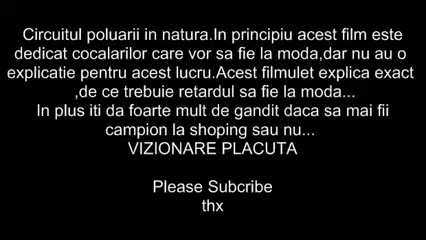 Circuitul poluarii in natura.In principiu acest film este
dedicat cocalarilor care vor sa fie la moda,dar nu au o
explicatie pentru acest lucru.Acest filmulet explica exact
,de ce trebuie retardul sa fie la moda...
In plus iti da foarte mult de gandit daca sa mai fii
campion la shoping sau nu...
VIZIONARE PLACUTA
Please Subcribe
thx